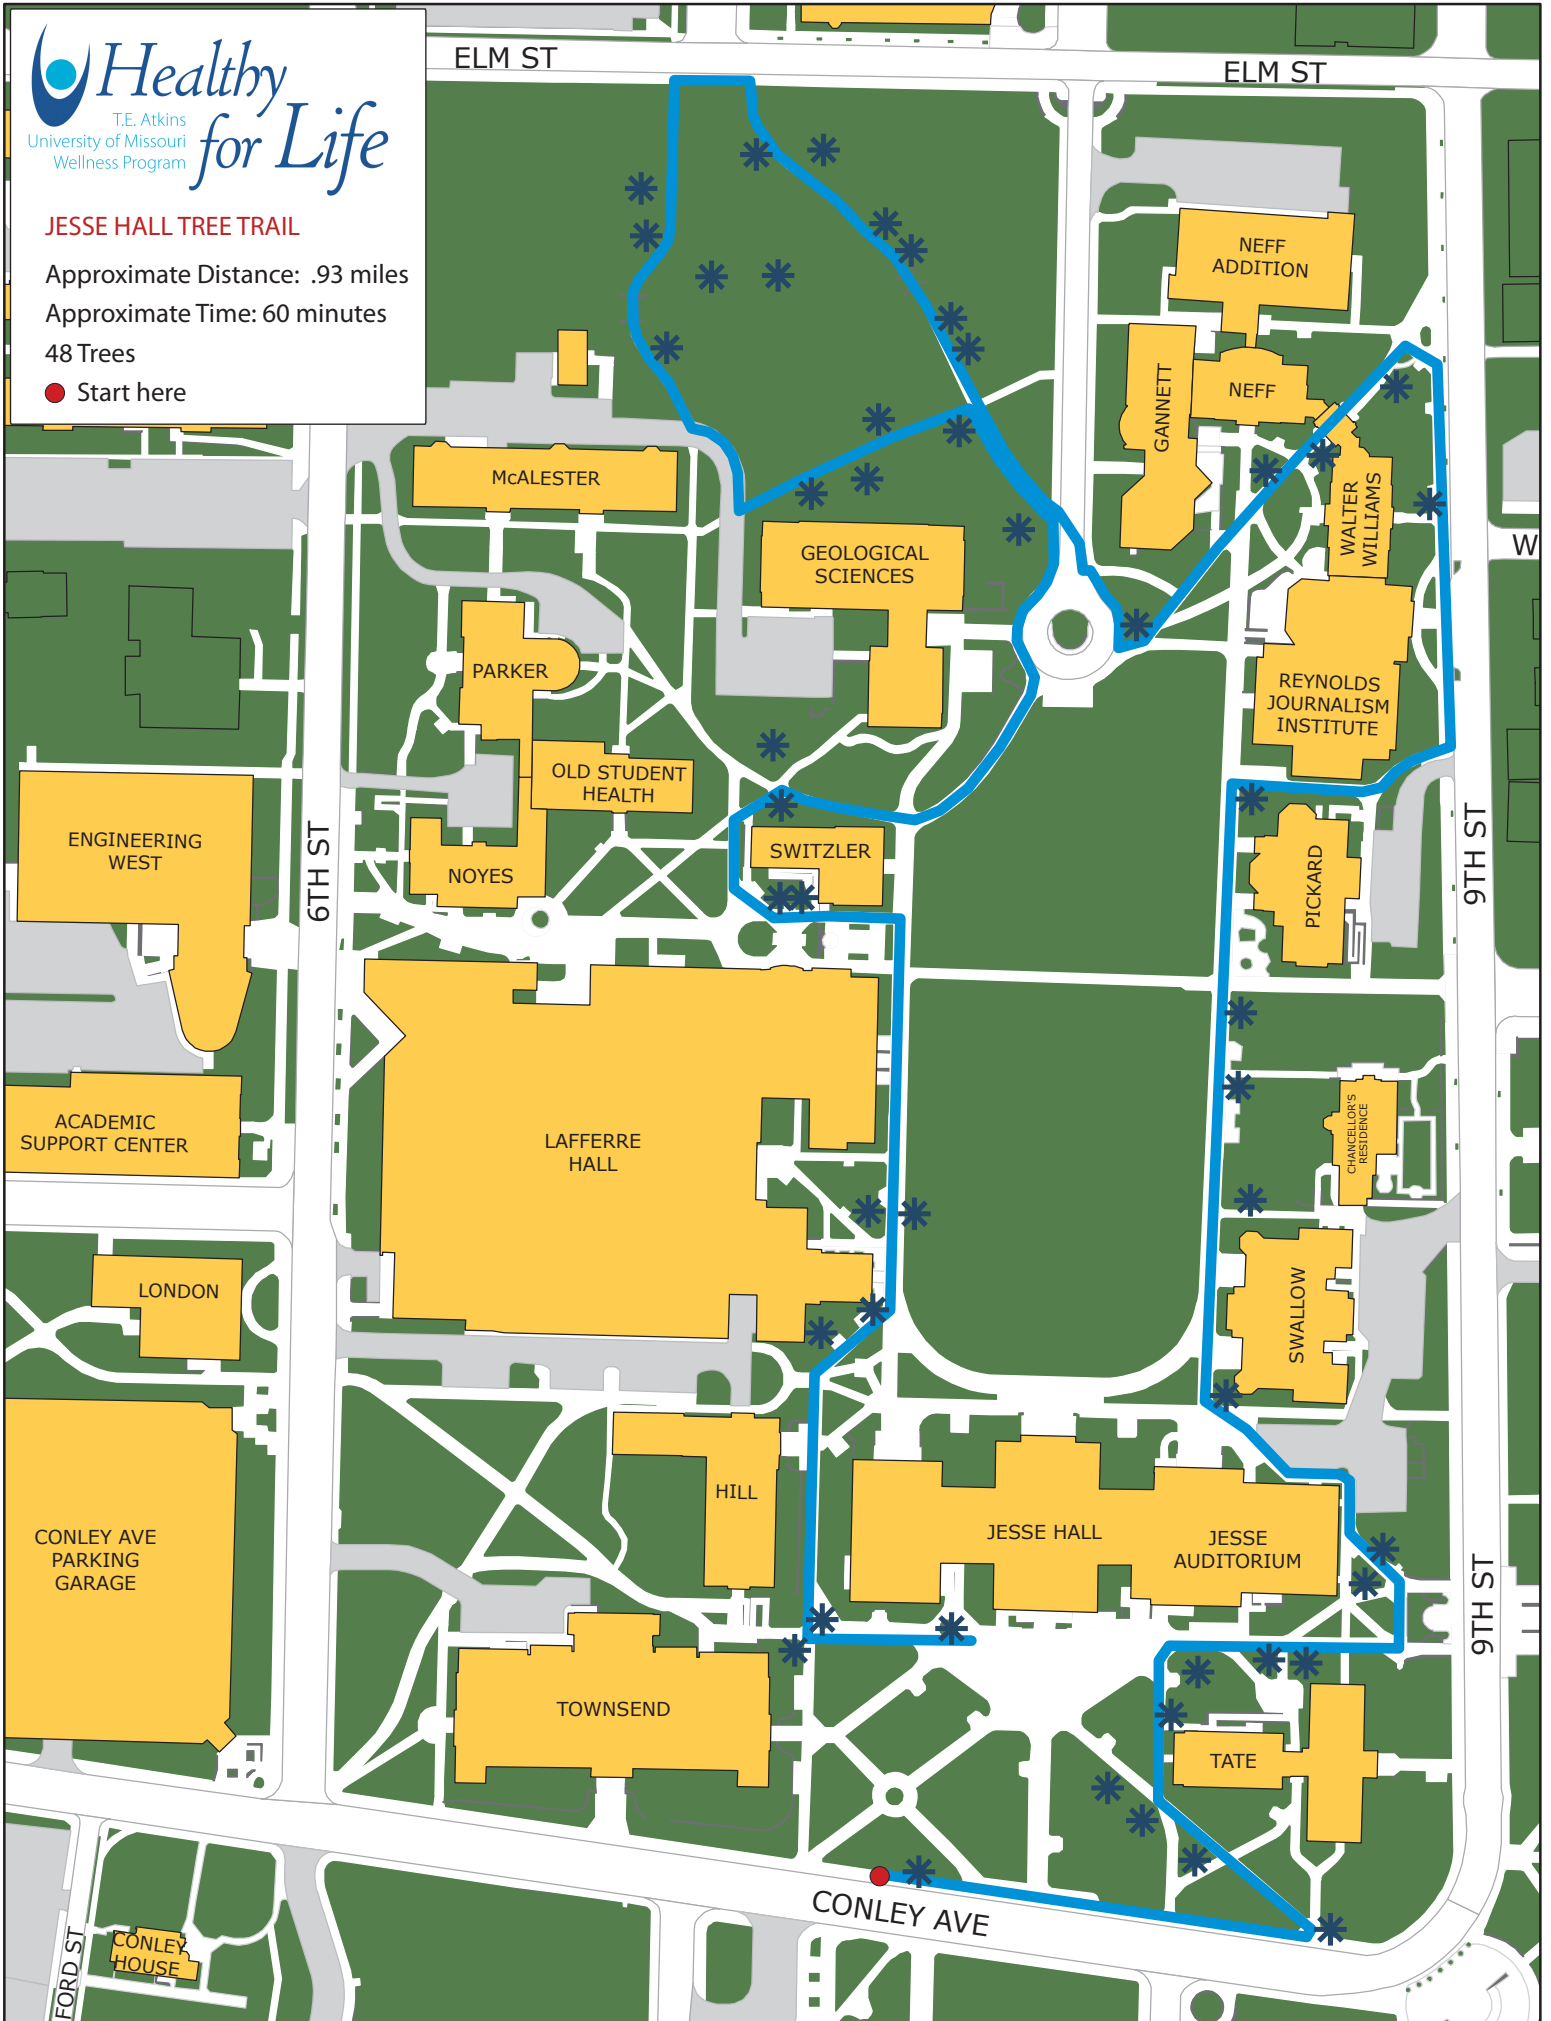 Healthy
for Life
T.E. Atkins
University of Missouri
Wellness Program
JESSE HALL TREE TRAIL
Approximate Distance: .93 miles
Approximate Time: 60 minutes
48 Trees
Start here
ELM ST
ELM ST
NEFF
ADDITION
GANNETT
NEFF
WALTER
WILLIAMS
McALESTER
GEOLOGICAL
SCIENCES
W
PARKER
REYNOLDS
JOURNALISM
INSTITUTE
OLD STUDENT
HEALTH
ENGINEERING
WEST
6TH ST
NOYES
SWITZLER
PICKARD
9TH ST
ACADEMIC
SUPPORT CENTER
LAFFERRE
HALL
CHANCELLOR'S
RESIDENCE
LONDON
SWALLOW
HILL
JESSE HALL
JESSE
AUDITORIUM
CONLEY AVE
PARKING
GARAGE
9TH ST
TOWNSEND
TATE
CONLEY AVE
CONLEY
HOUSE
FORD ST